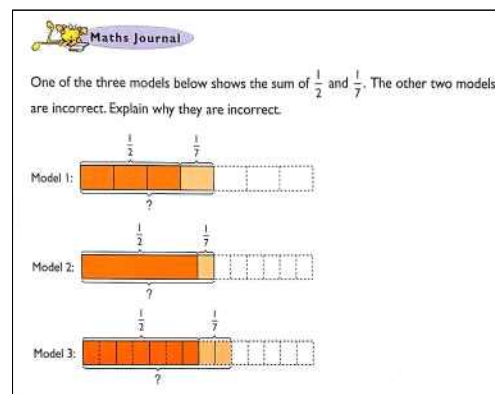 Maths Journal
One of the three models below shows the sum of 1/2 and 1/7. The other two models
are incorrect. Explain why they are incorrect.
1/2 1/7
Model 1:
?
1/2 1/7
Model 2:
?
1/2 1/7
Model 3:
?